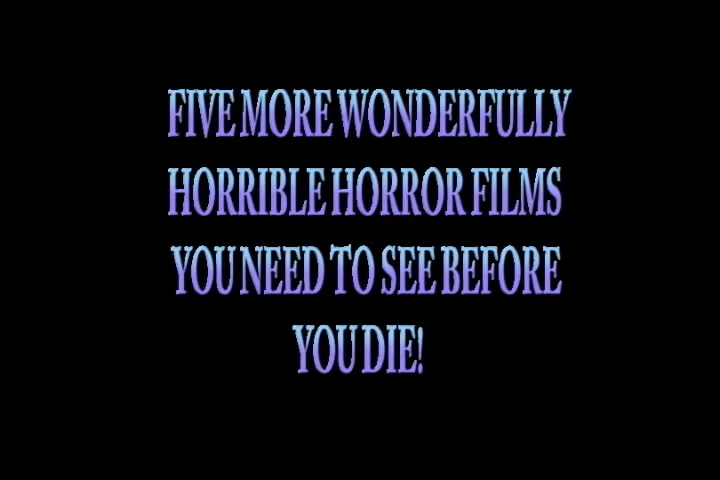 FIVE MORE WONDERFULLY
HORRIBLE HORROR FILMS
YOU NEED TO SEE BEFORE
YOU DIE!